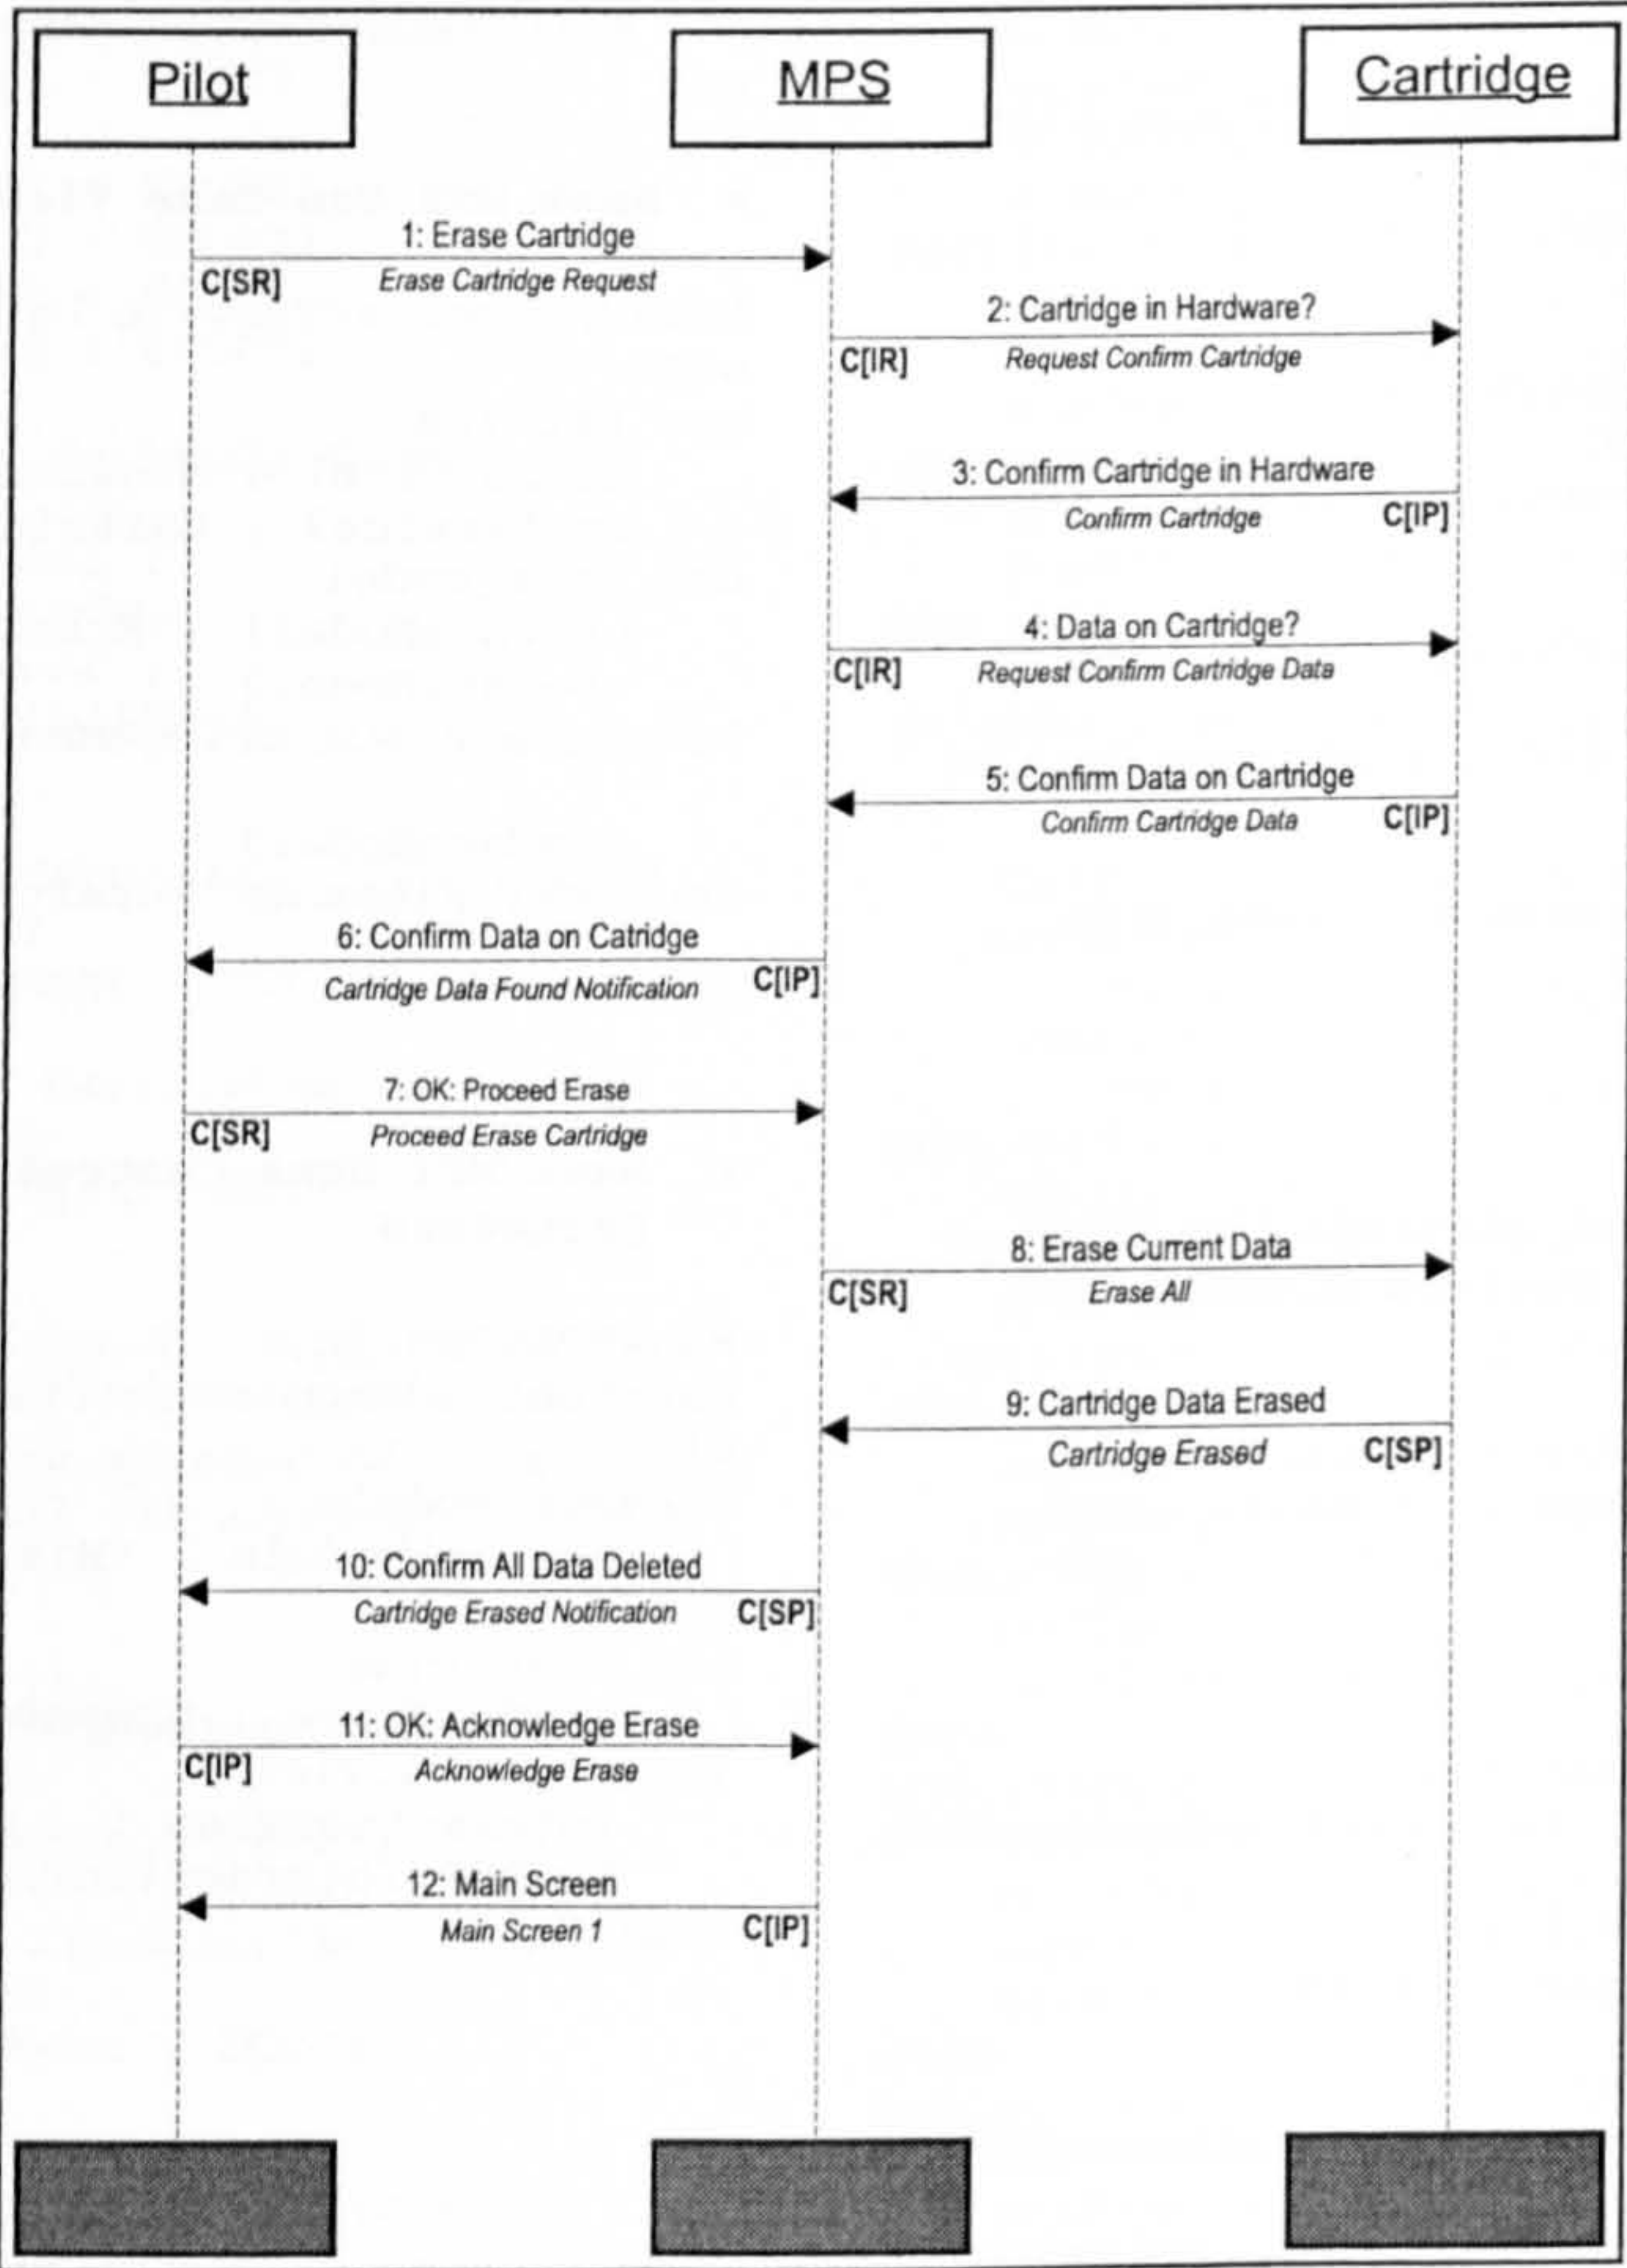 Pilot
MPS
Cartridge
1: Erase Cartridge
C[SR]
Erase Cartridge Request
2: Cartridge in Hardware?
C[IR]
Request Confirm Cartridge
3: Confirm Cartridge in Hardware
Confirm Cartridge
C[IP]
4: Data on Cartridge?
C[IR]
Request Confirm Cartridge Data
5: Confirm Data on Cartridge
Confirm Cartridge Data
C[IP]
6: Confirm Data on Catridge
Cartridge Data Found Notification
C[IP]
7: OK: Proceed Erase
C[SR]
Proceed Erase Cartridge
8: Erase Current Data
C[SR]
Erase All
9: Cartridge Data Erased
Cartridge Erased
C[SP]
10: Confirm All Data Deleted
Cartridge Erased Notification
C[SP]
11: OK: Acknowledge Erase
C[IP]
Acknowledge Erase
12: Main Screen
Main Screen 1
C[IP]